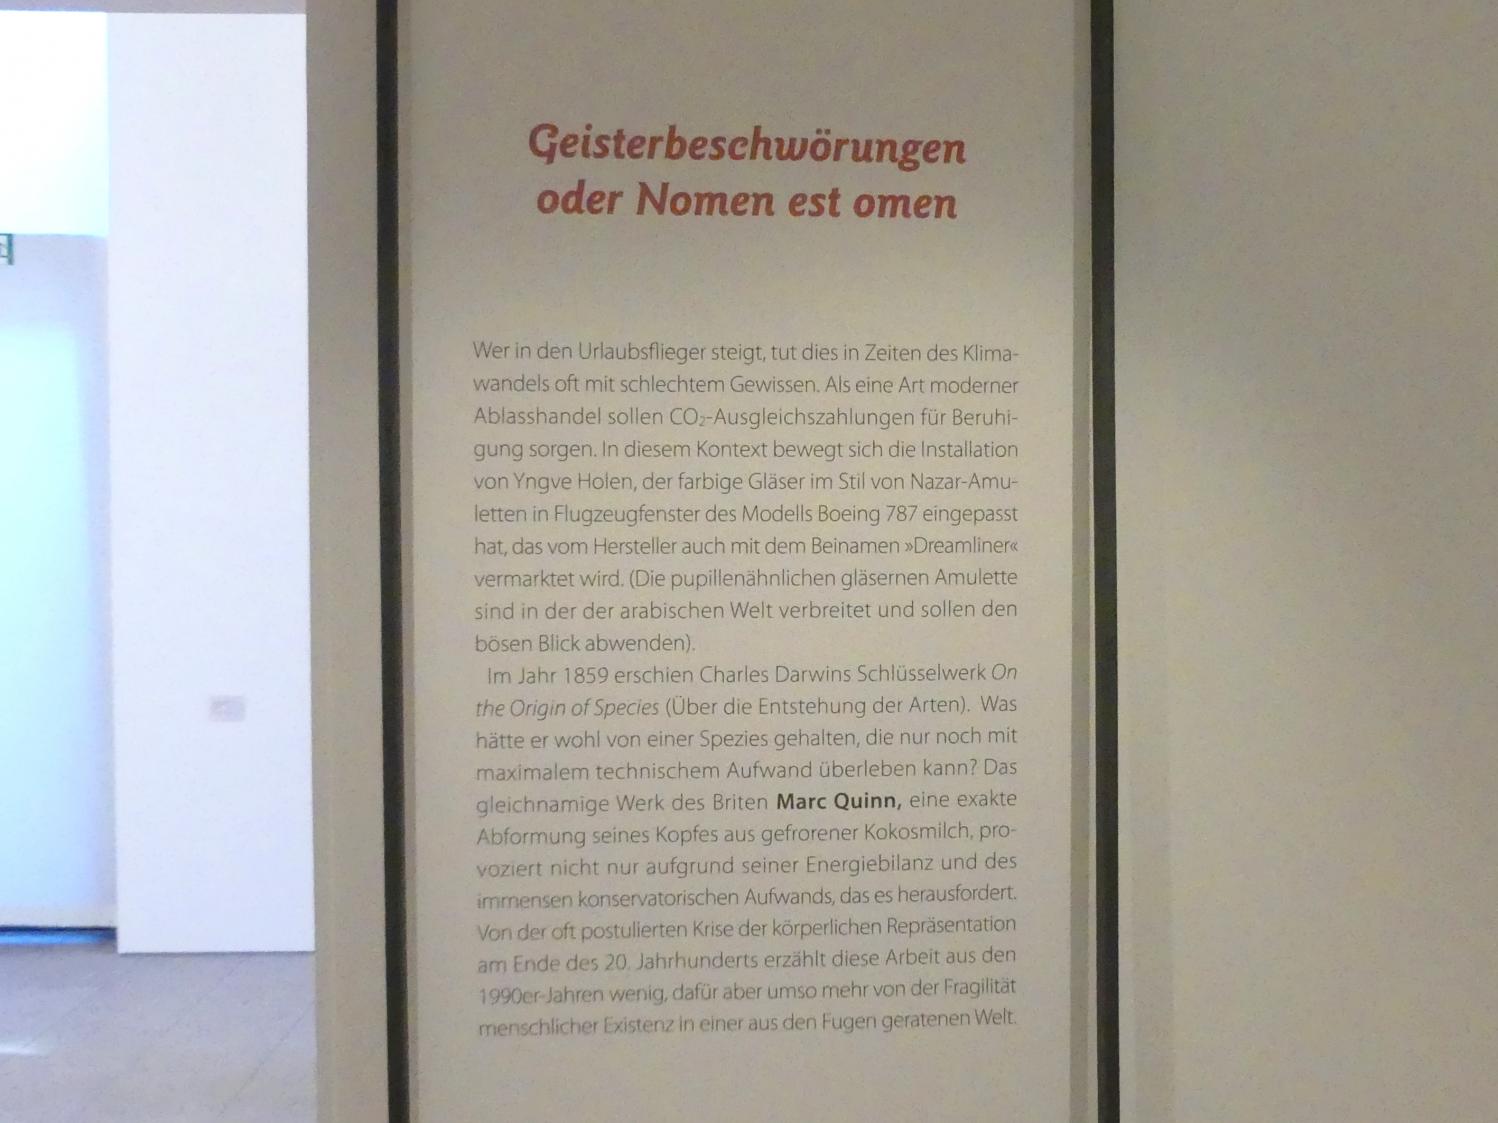 Geisterbeschwörungen
oder Nomen est omen
Wer in den Urlaubsflieger steigt, tut dies in Zeiten des Klima-
wandels oft mit schlechtem Gewissen. Als eine Art moderner
Ablasshandel sollen CO₂-Ausgleichszahlungen für Beruhi-
gung sorgen. In diesem Kontext bewegt sich die Installation
von Yngve Holen, der farbige Gläser im Stil von Nazar-Amu-
letten in Flugzeugfenster des Modells Boeing 787 eingepasst
hat, das vom Hersteller auch mit dem Beinamen »Dreamliner«
vermarktet wird. (Die pupillenähnlichen gläsernen Amulette
sind in der der arabischen Welt verbreitet und sollen den
bösen Blick abwenden).
Im Jahr 1859 erschien Charles Darwins Schlüsselwerk On
the Origin of Species (Über die Entstehung der Arten). Was
hätte er wohl von einer Spezies gehalten, die nur noch mit
maximalem technischem Aufwand überleben kann? Das
gleichnamige Werk des Briten Marc Quinn, eine exakte
Abformung seines Kopfes aus gefrorener Kokosmilch, pro-
voziert nicht nur aufgrund seiner Energiebilanz und des
immensen konservatorischen Aufwands, das es herausfordert.
Von der oft postulierten Krise der körperlichen Repräsentation
am Ende des 20. Jahrhunderts erzählt diese Arbeit aus den
1990er-Jahren wenig, dafür aber umso mehr von der Fragilität
menschlicher Existenz in einer aus den Fugen geratenen Welt.